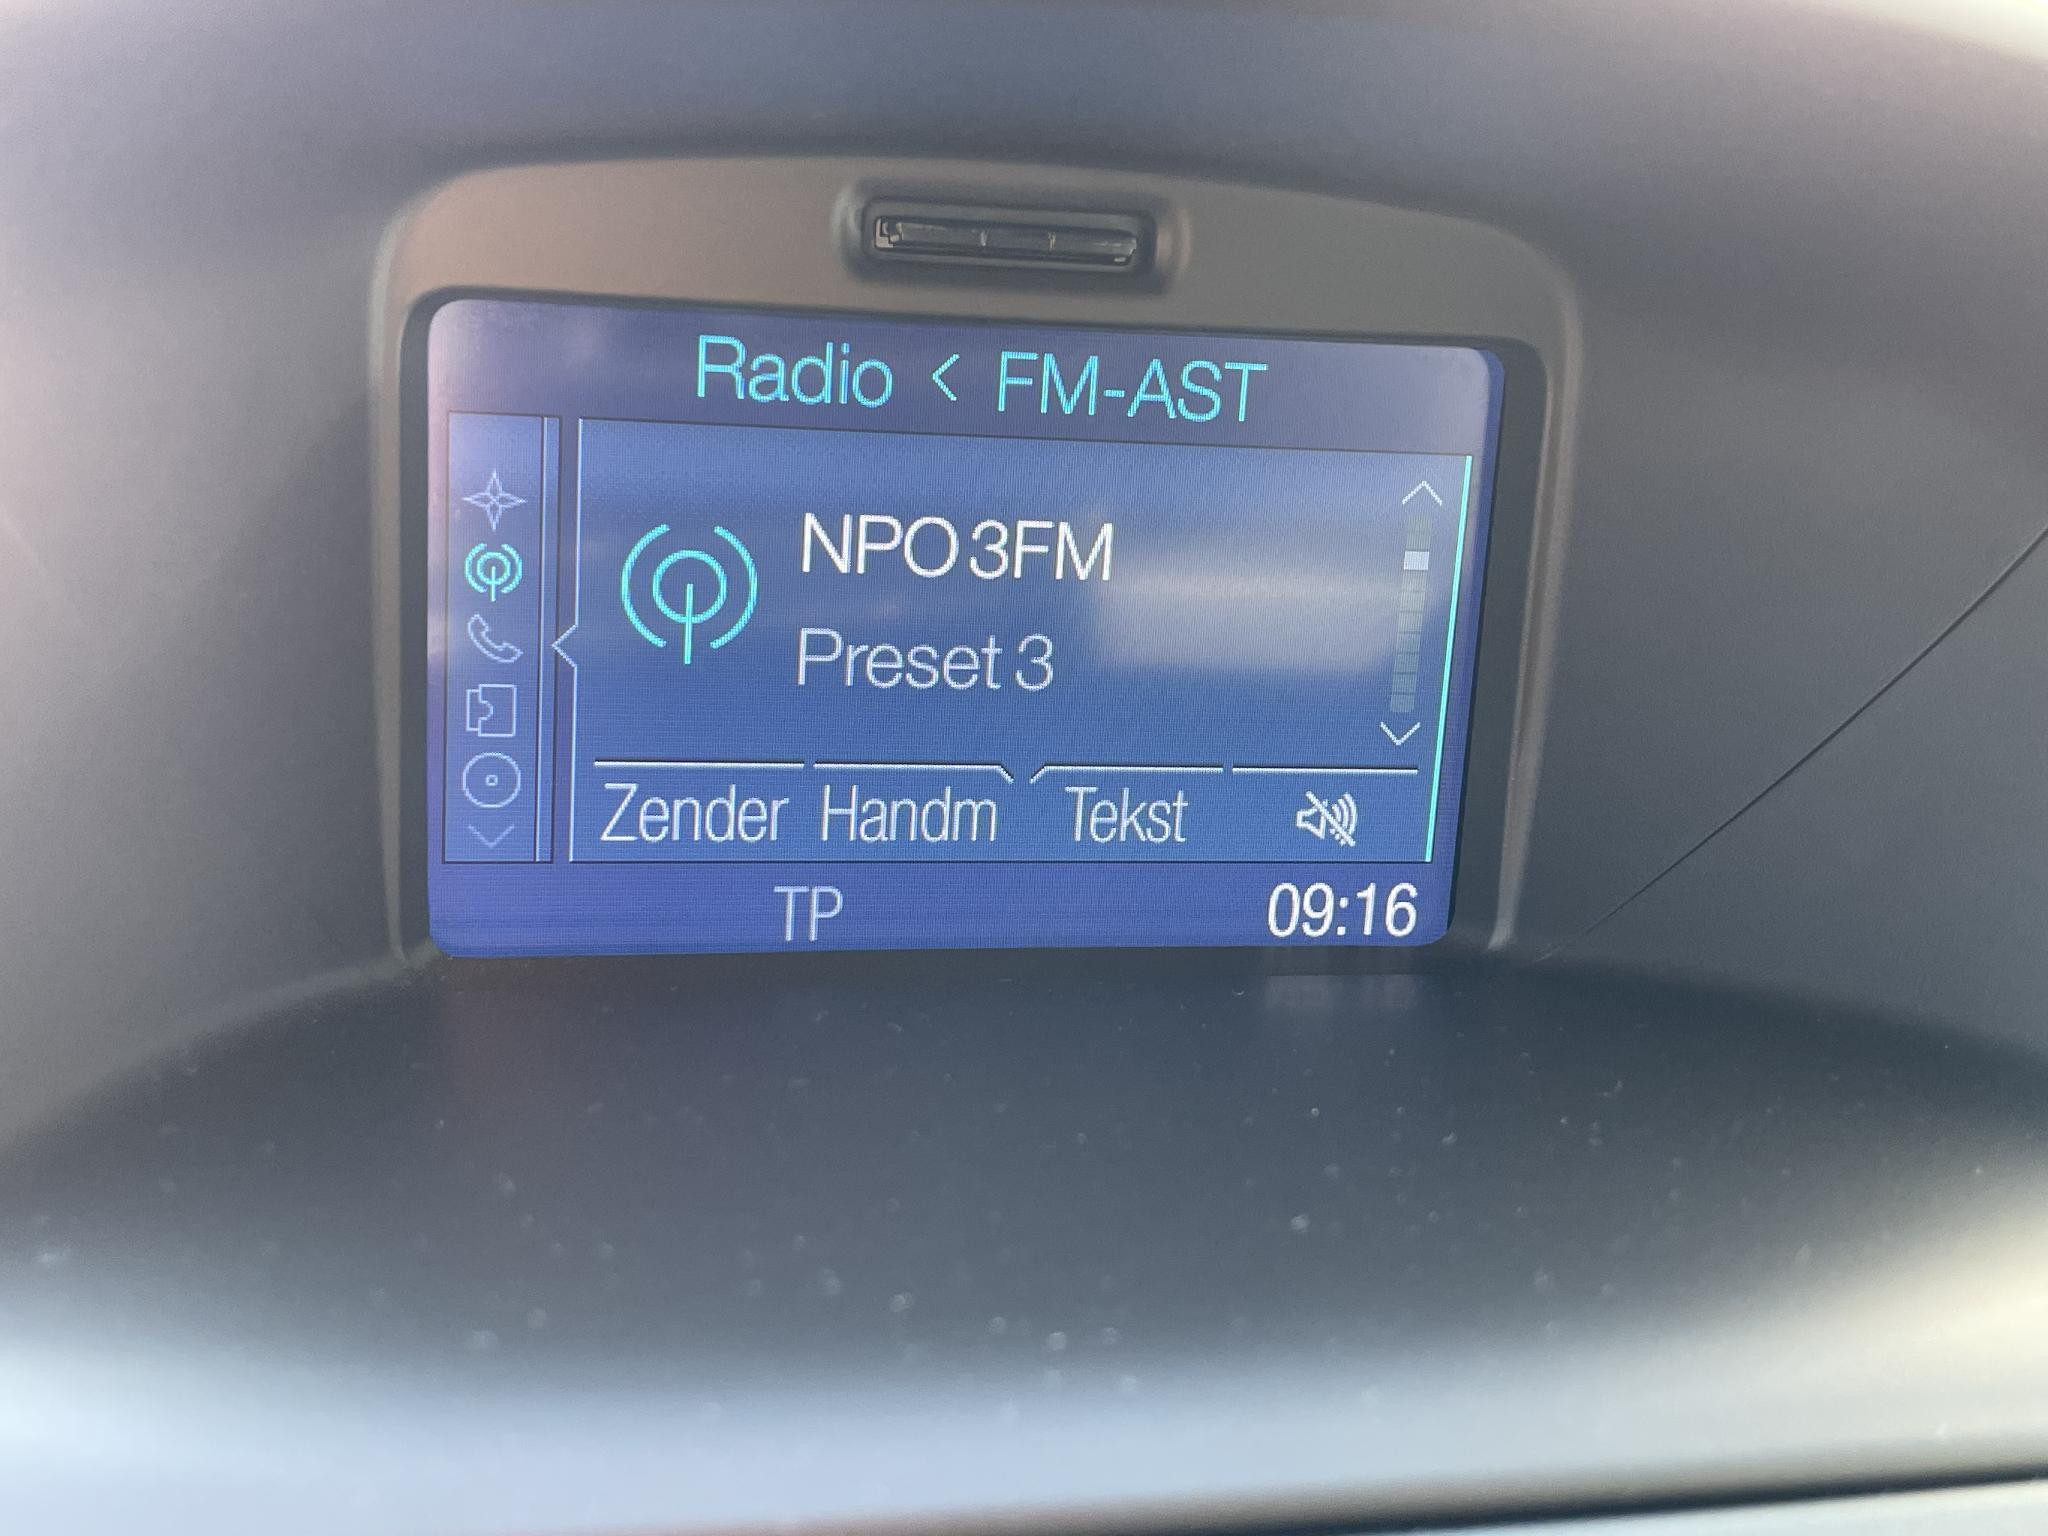 Radio < FM-AST
NPO 3FM
Preset 3
Zender Handm Tekst
TP 09:16